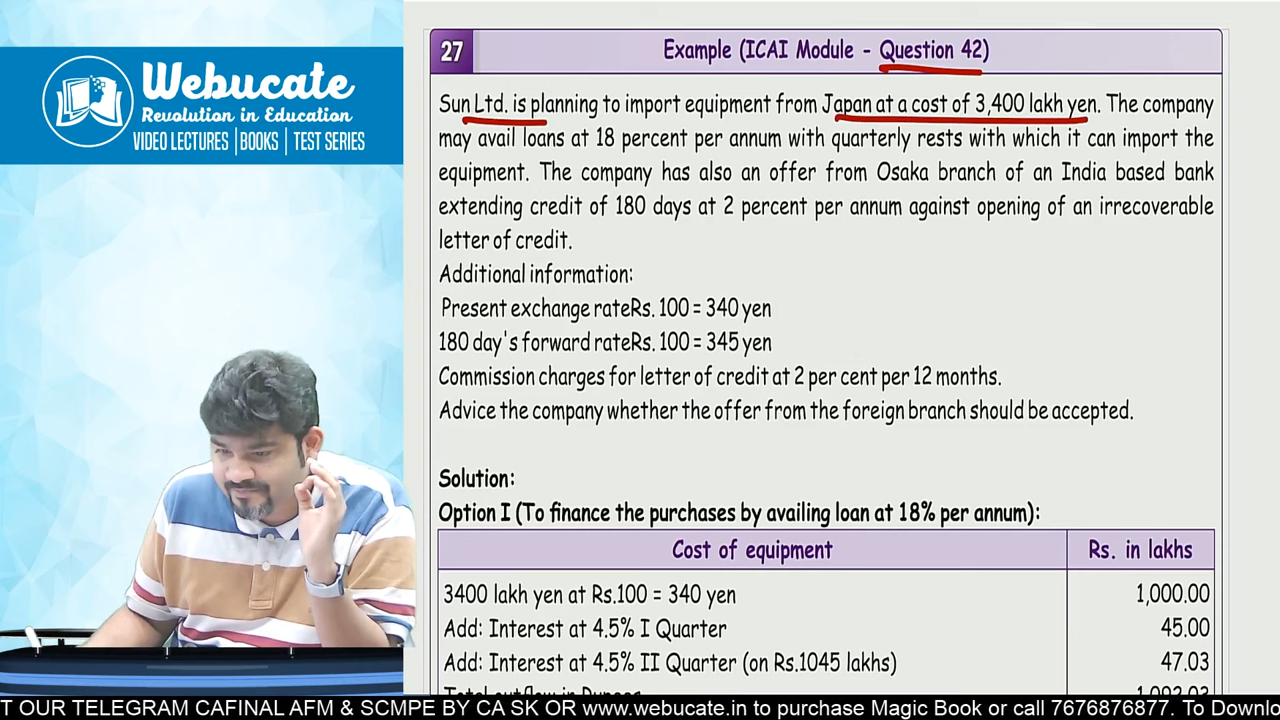 Webucate
Revolution in Education
VIDEO LECTURES | BOOKS | TEST SERIES
27
Example (ICAI Module - Question 42)
Sun Ltd. is planning to import equipment from Japan at a cost of 3,400 lakh yen. The company
may avail loans at 18 percent per annum with quarterly rests with which it can import the
equipment. The company has also an offer from Osaka branch of an India based bank
extending credit of 180 days at 2 percent per annum against opening of an irrecoverable
letter of credit.
Additional information:
Present exchange rateRs. 100 = 340 yen
180 day's forward rateRs. 100 = 345 yen
Commission charges for letter of credit at 2 per cent per 12 months.
Advice the company whether the offer from the foreign branch should be accepted.
Solution:
Option I (To finance the purchases by availing loan at 18% per annum):
Cost of equipment Rs. in lakhs
3400 lakh yen at Rs.100 = 340 yen 1,000.00
Add: Interest at 4.5% I Quarter 45.00
Add: Interest at 4.5% II Quarter (on Rs.1045 lakhs) 47.03
Total outflow in Rupees 1,092.03
T OUR TELEGRAM CAFINAL AFM & SCMPE BY CA SK OR www.webucate.in to purchase Magic Book or call 7676876877. To Downlo